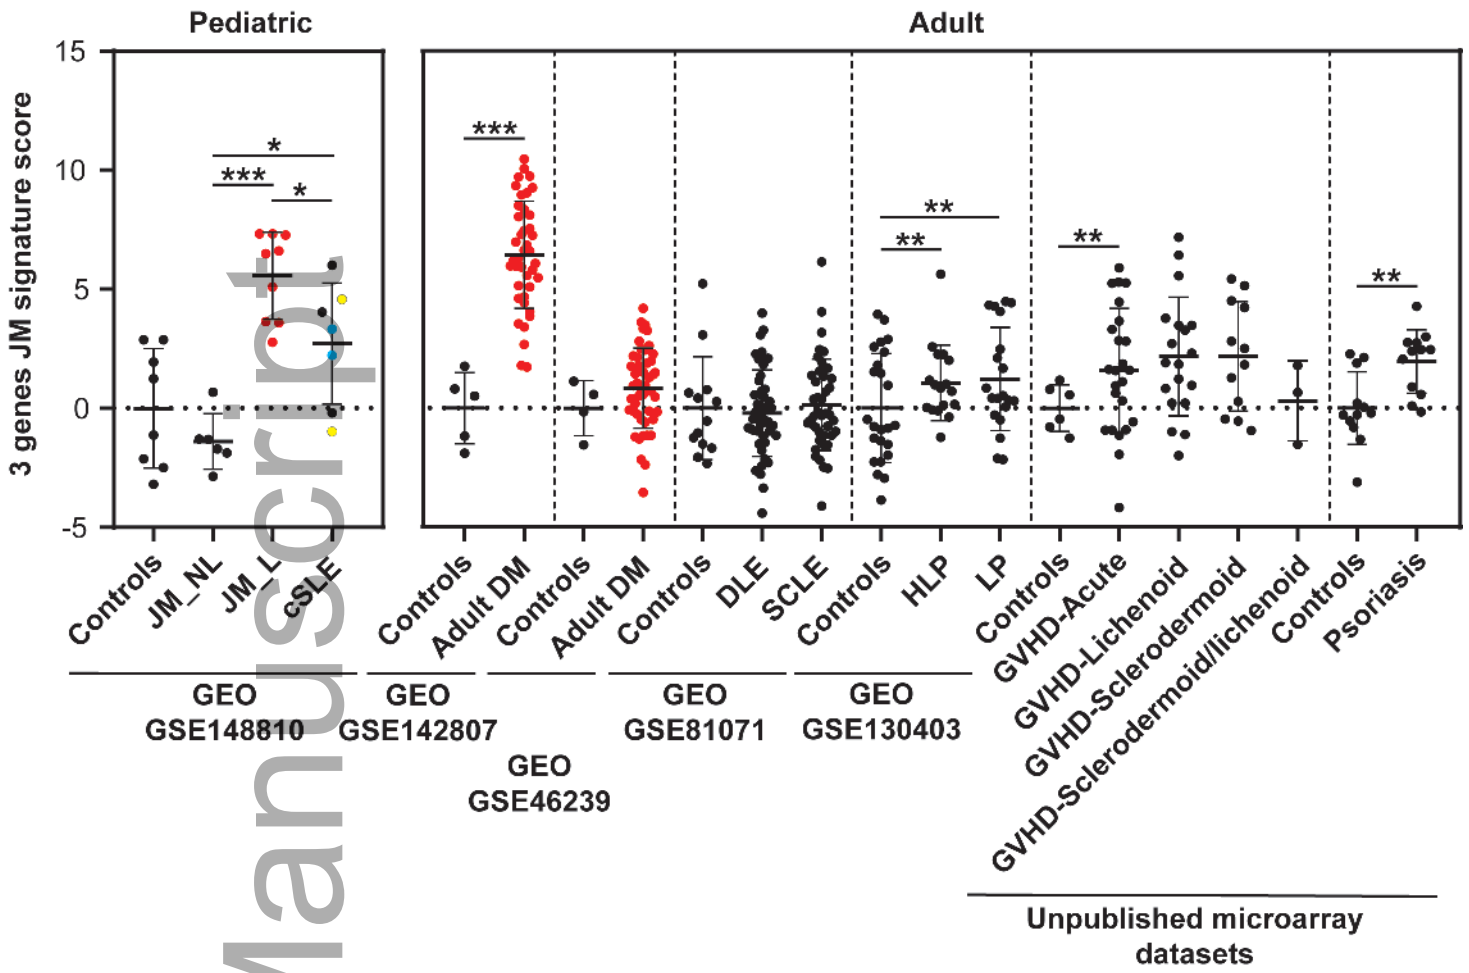 Pediatric
Adult
3 genes JM signature score
15
10
5
0
-5
*
***
*
***
**
**
**
**
Controls
JM_NL
JM_L
cSLE
Controls
Adult DM
Controls
Adult DM
Controls
DLE
SCLE
Controls
HLP
LP
Controls
GVHD-Acute
GVHD-Lichenoid
GVHD-Sclerodermoid
GVHD-Sclerodermoid/lichenoid
Controls
Psoriasis
GEO
GSE148810
GEO
GSE142807
GEO
GSE46239
GEO
GSE81071
GEO
GSE130403
Unpublished microarray
datasets
Manuscript